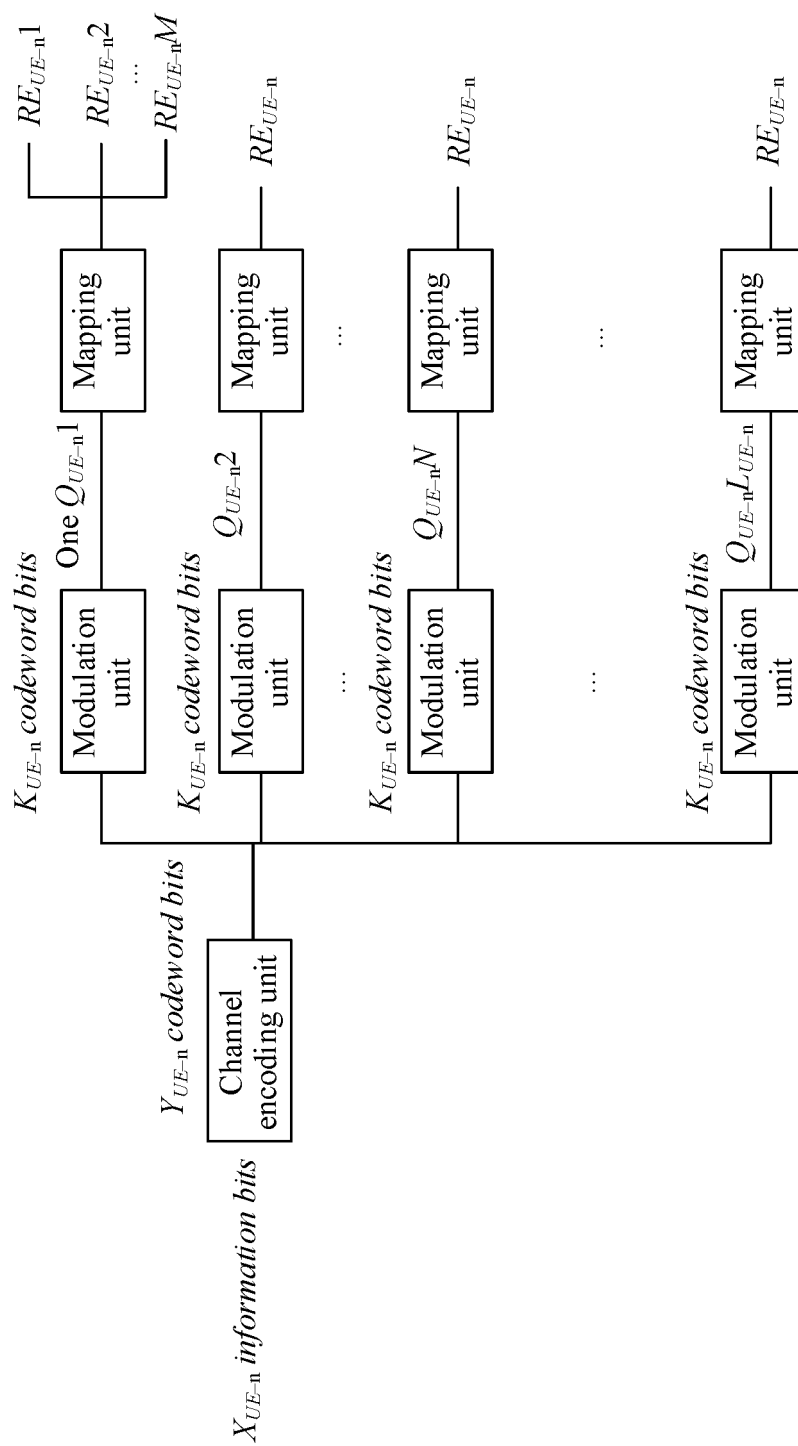 X_{UE-n} information bits
Channel
encoding unit
Y_{UE-n} codeword bits
K_{UE-n} codeword bits
Modulation
unit
One Q_{UE-n}1
Mapping
unit
RE_{UE-n}1
RE_{UE-n}2
...
RE_{UE-n}M
K_{UE-n} codeword bits
Modulation
unit
Q_{UE-n}2
Mapping
unit
RE_{UE-n}
...
...
K_{UE-n} codeword bits
Modulation
unit
Q_{UE-n}N
Mapping
unit
RE_{UE-n}
...
...
K_{UE-n} codeword bits
Modulation
unit
Q_{UE-n}L_{UE-n}
Mapping
unit
RE_{UE-n}